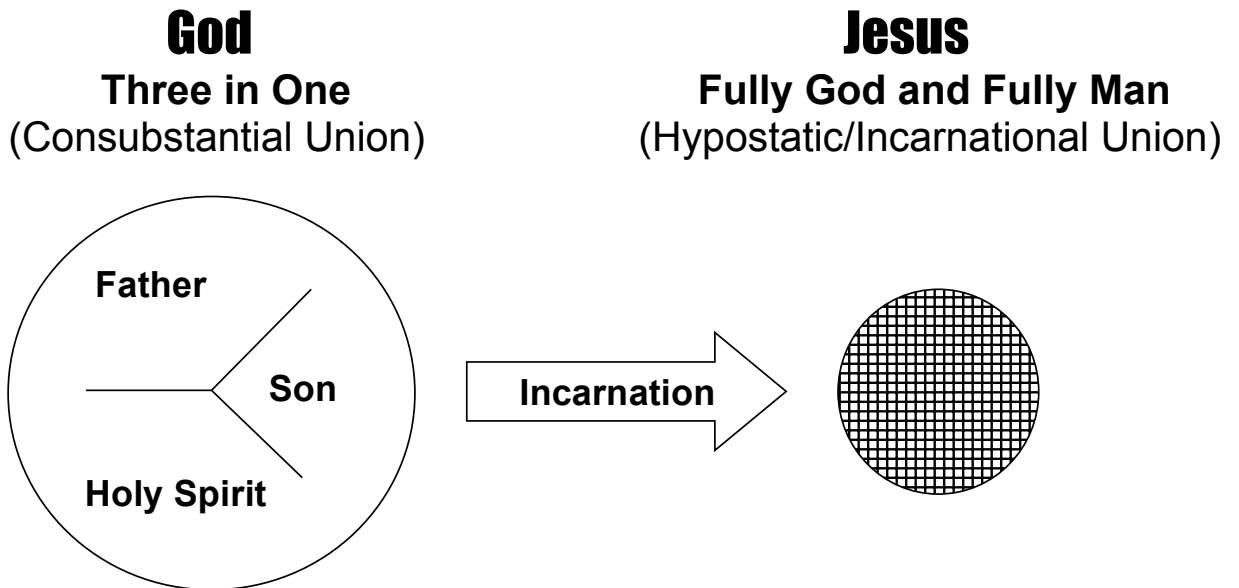 God
Three in One
(Consubstantial Union)
Jesus
Fully God and Fully Man
(Hypostatic/Incarnational Union)
Father
Son
Holy Spirit
Incarnation